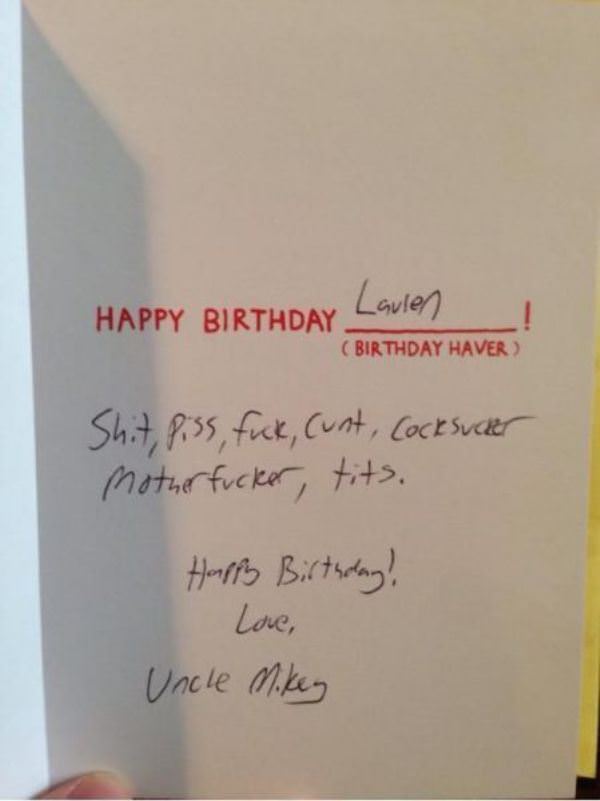 HAPPY BIRTHDAY Lauren!
(BIRTHDAY HAVER)
Shit, Piss, fuck, Cunt, Cocksucker
Motherfucker, tits.
Happy Birthday!
Love,
Uncle Mikey